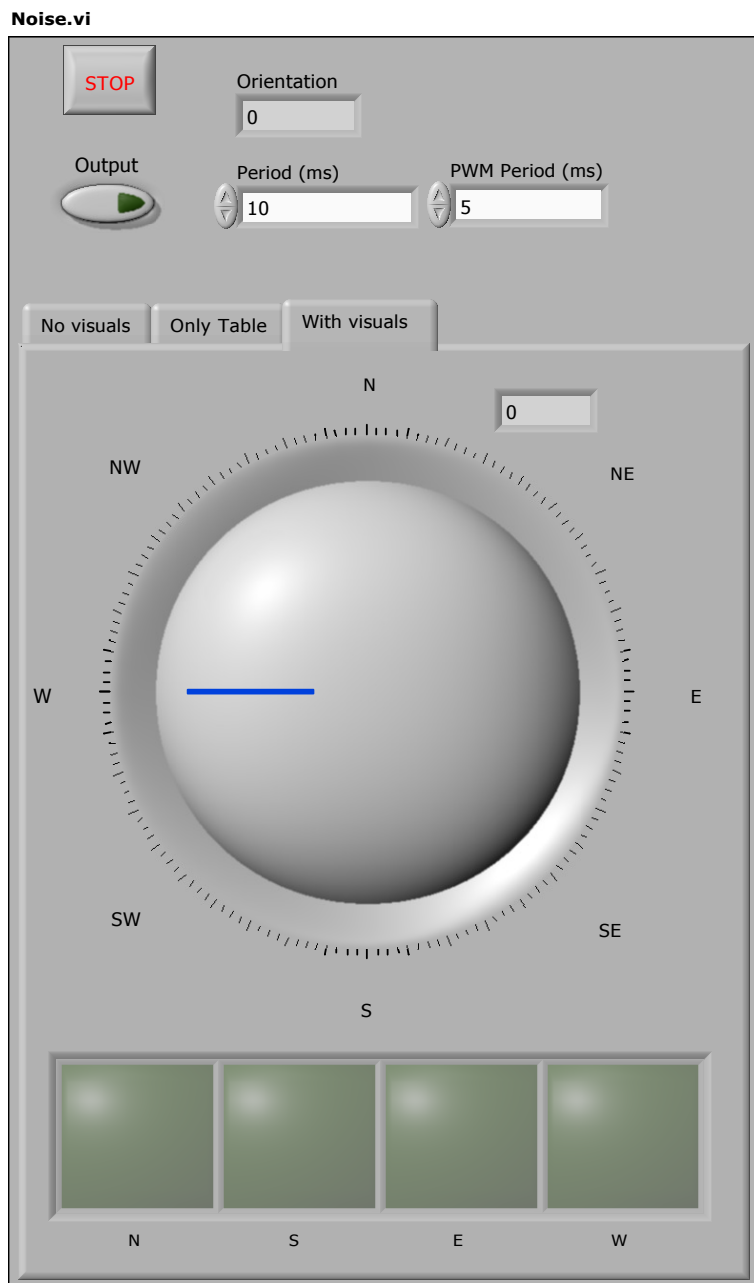 Noise.vi
STOP
Orientation
0
Output
Period (ms)
PWM Period (ms)
10
5
No visuals
Only Table
With visuals
N
0
NW
NE
W
E
SW
SE
S
N
S
E
W